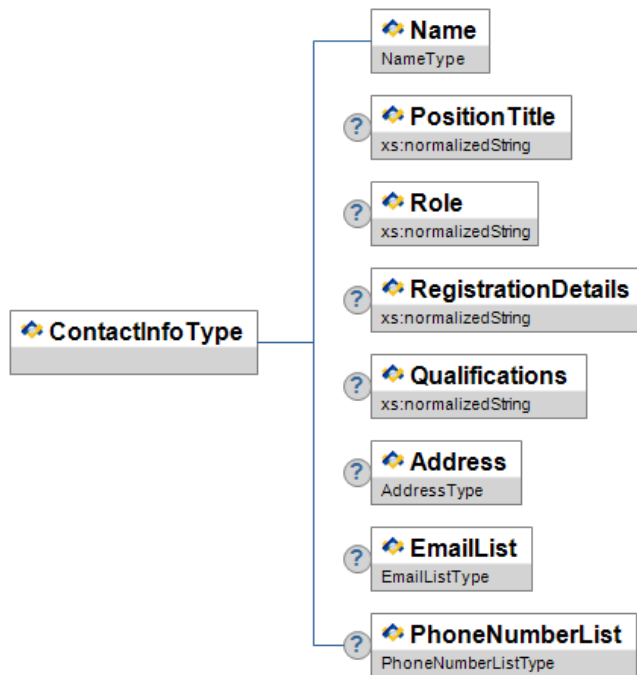 Name
NameType
?
PositionTitle
xs:normalizedString
?
Role
xs:normalizedString
?
RegistrationDetails
xs:normalizedString
ContactInfoType
?
Qualifications
xs:normalizedString
?
Address
AddressType
?
EmailList
EmailListType
?
PhoneNumberList
PhoneNumberListType